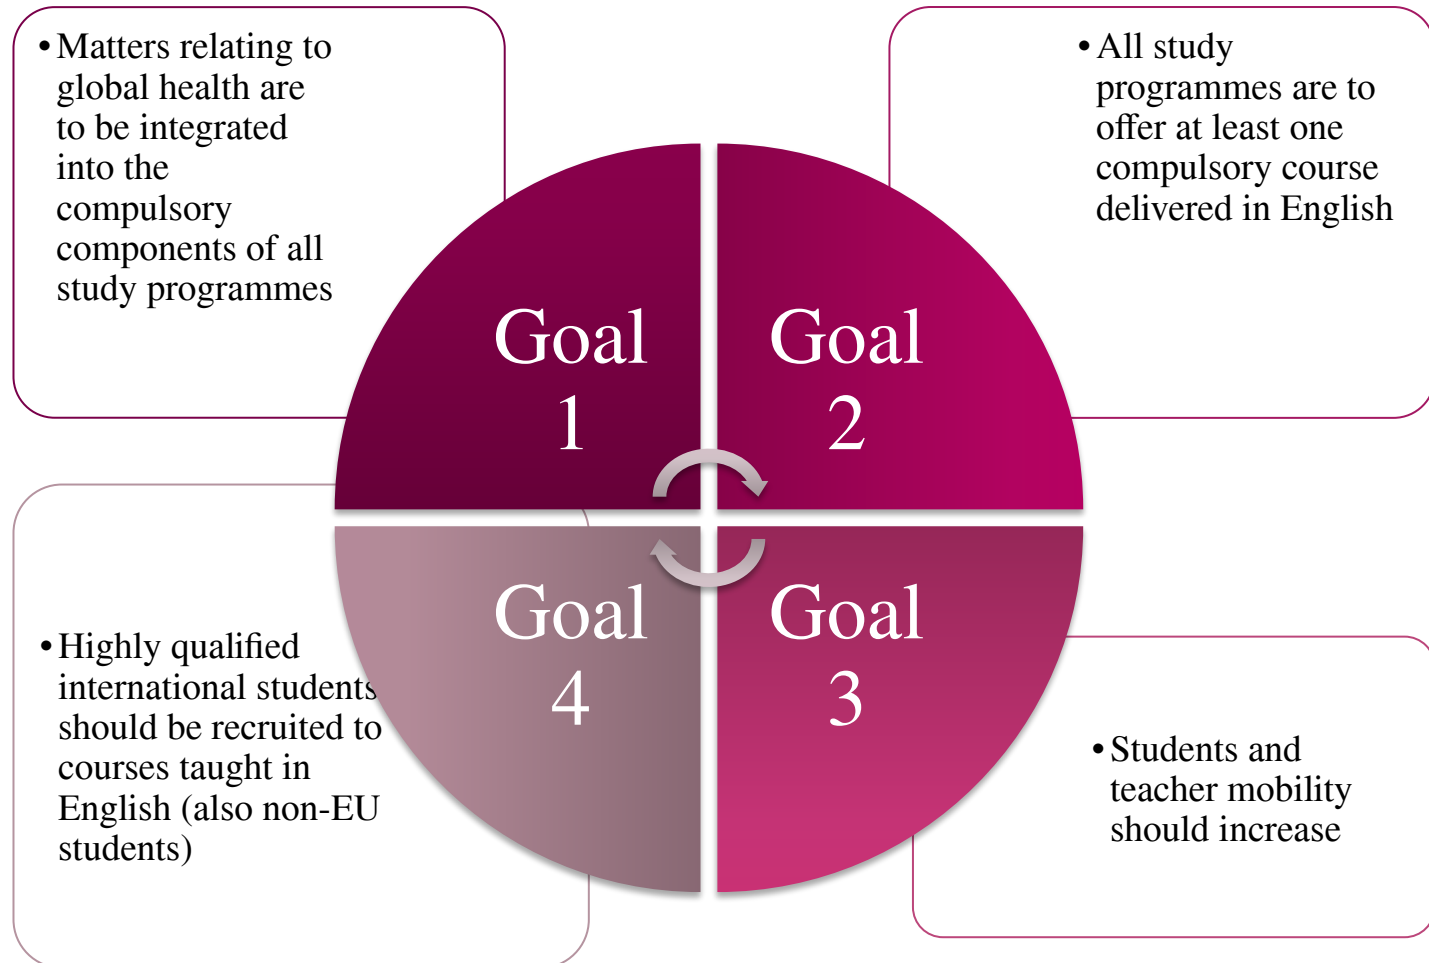 • Matters relating to
global health are
to be integrated
into the
compulsory
components of all
study programmes
• All study
programmes are to
offer at least one
compulsory course
delivered in English
Goal
1
Goal
2
Goal
4
Goal
3
• Highly qualified
international students
should be recruited to
courses taught in
English (also non-EU
students)
• Students and
teacher mobility
should increase